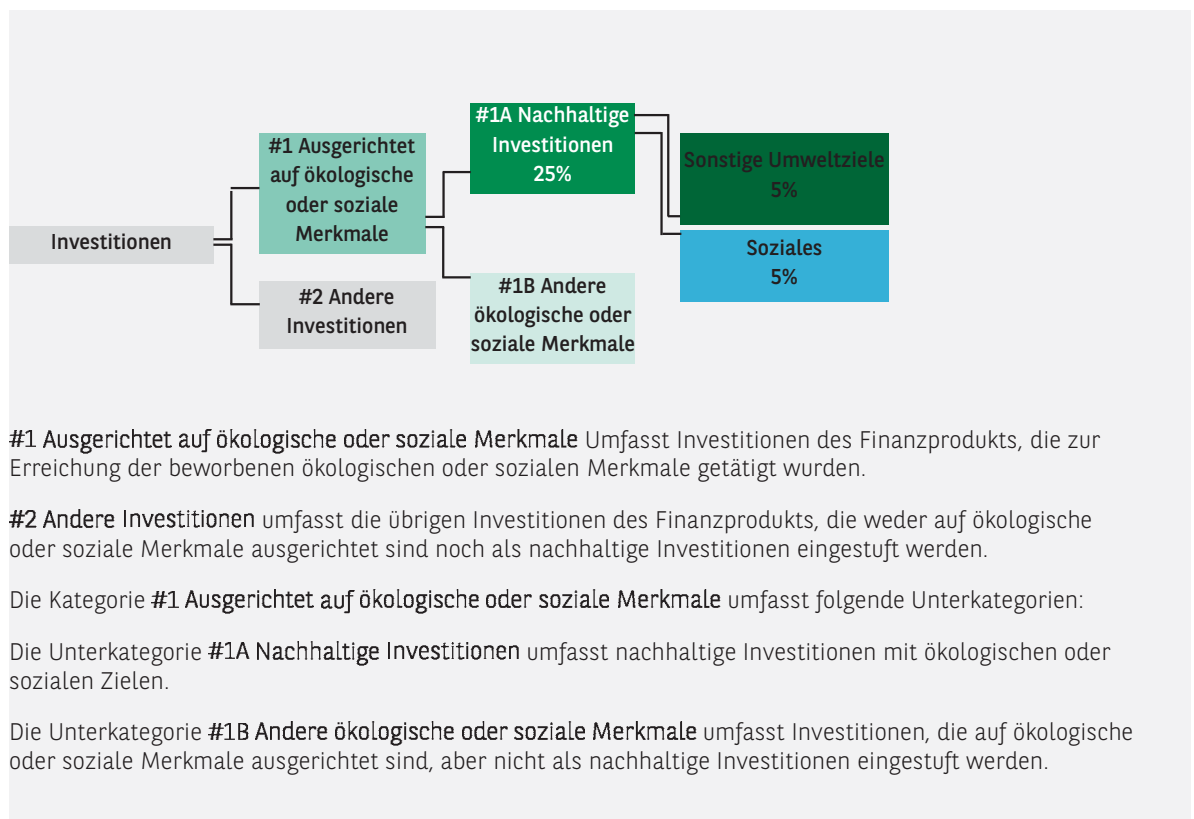 Investitionen
#1 Ausgerichtet
auf ökologische
oder soziale
Merkmale
#2 Andere
Investitionen
#1A Nachhaltige
Investitionen
25%
#1B Andere
ökologische oder
soziale Merkmale
Sonstige Umweltziele
5%
Soziales
5%
#1 Ausgerichtet auf ökologische oder soziale Merkmale Umfasst Investitionen des Finanzprodukts, die zur
Erreichung der beworbenen ökologischen oder sozialen Merkmale getätigt wurden.
#2 Andere Investitionen umfasst die übrigen Investitionen des Finanzprodukts, die weder auf ökologische
oder soziale Merkmale ausgerichtet sind noch als nachhaltige Investitionen eingestuft werden.
Die Kategorie #1 Ausgerichtet auf ökologische oder soziale Merkmale umfasst folgende Unterkategorien:
Die Unterkategorie #1A Nachhaltige Investitionen umfasst nachhaltige Investitionen mit ökologischen oder
sozialen Zielen.
Die Unterkategorie #1B Andere ökologische oder soziale Merkmale umfasst Investitionen, die auf ökologische
oder soziale Merkmale ausgerichtet sind, aber nicht als nachhaltige Investitionen eingestuft werden.